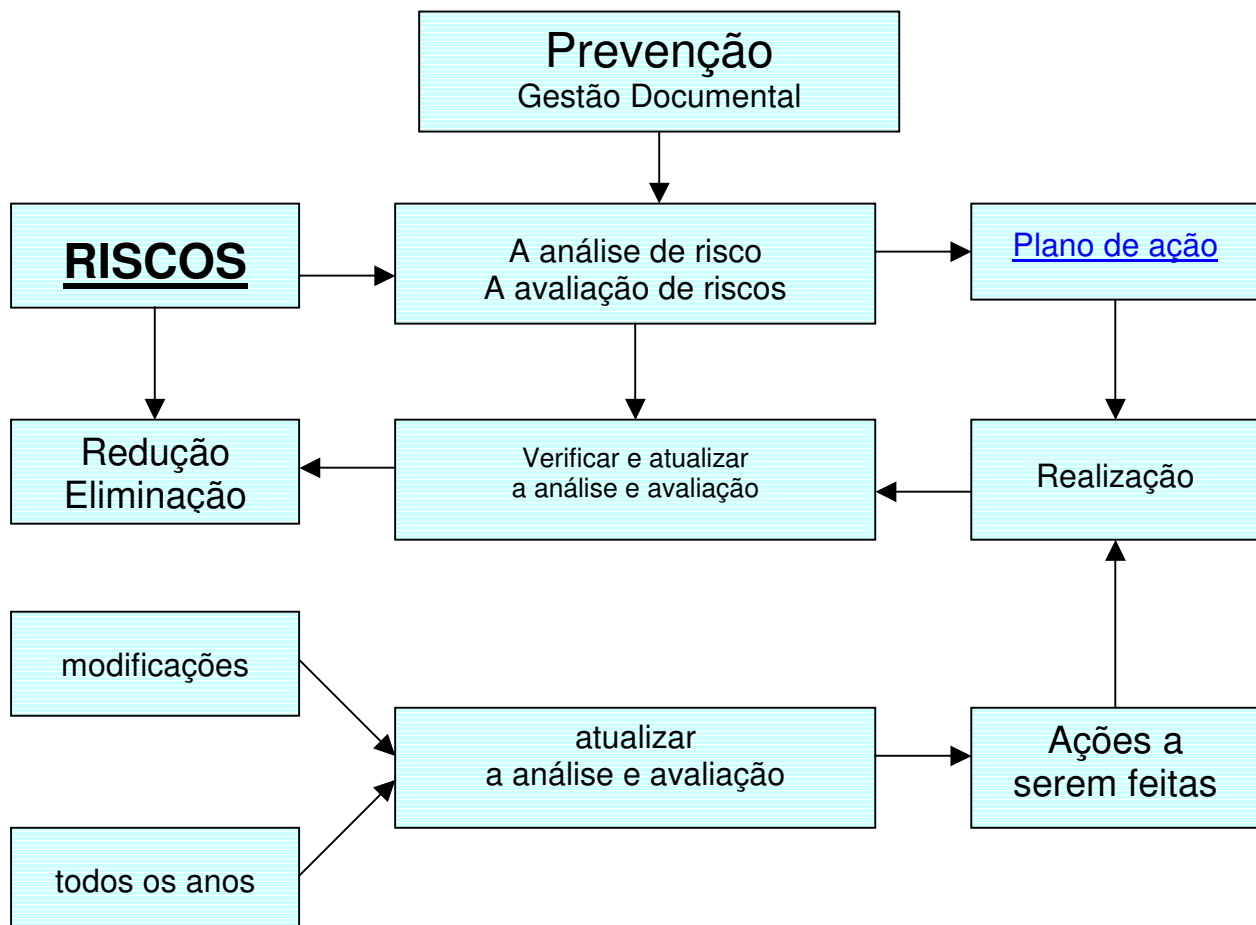 Prevenção
Gestão Documental
RISCOS
A análise de risco
A avaliação de riscos
Plano de ação
Redução
Eliminação
Verificar e atualizar
a análise e avaliação
Realização
modificações
atualizar
a análise e avaliação
Ações a
serem feitas
todos os anos